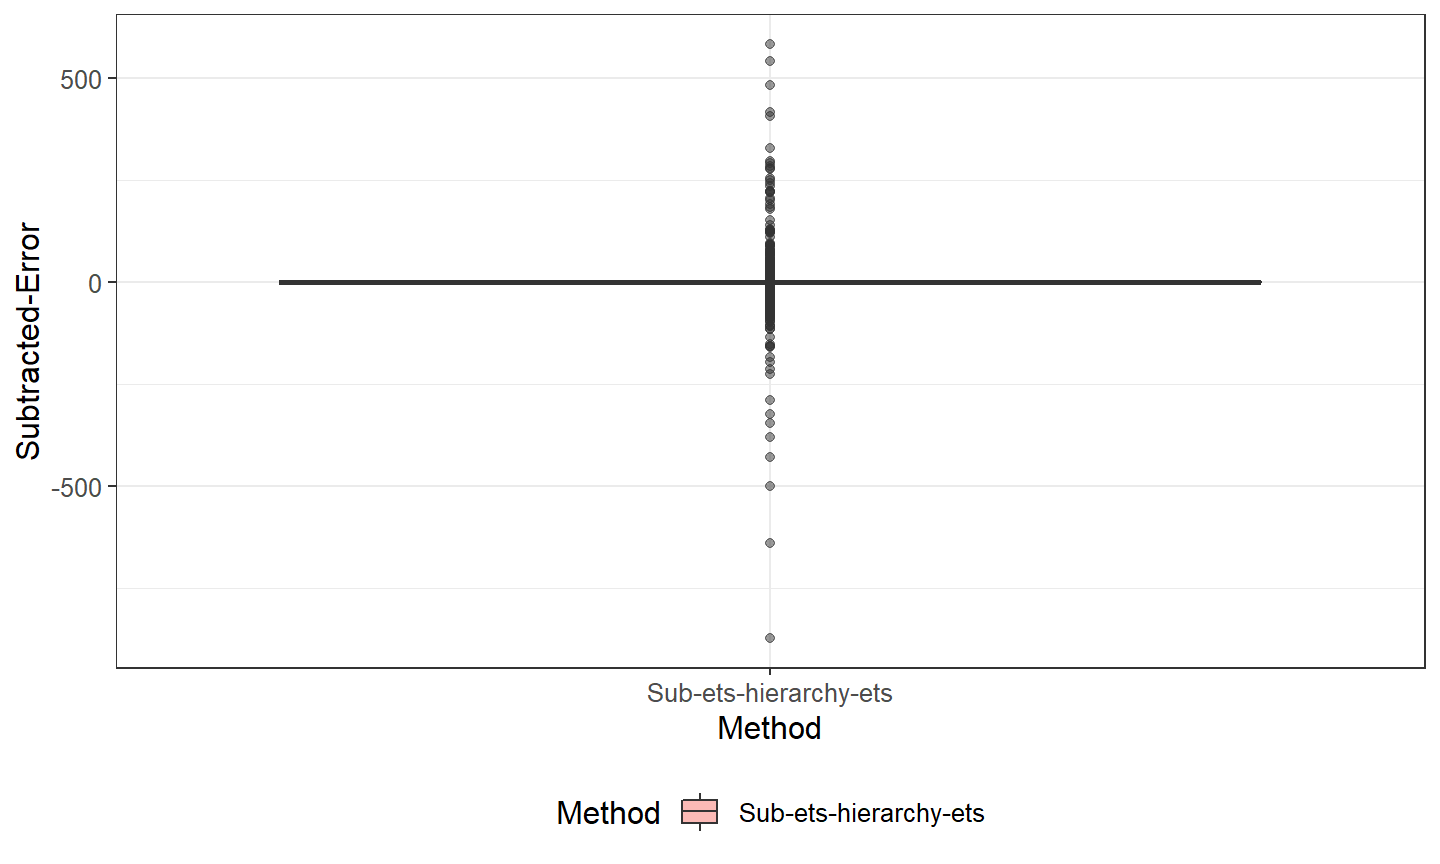 Subtracted-Error
500
0
-500
Sub-ets-hierarchy-ets
Method
Method Sub-ets-hierarchy-ets